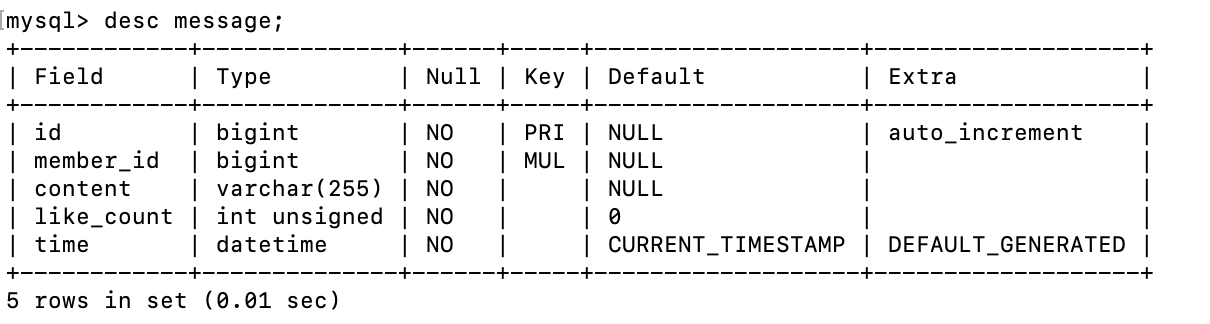 mysql> desc message;
+------------+--------------+------+-----+-------------------+-------------------+
| Field      | Type         | Null | Key | Default           | Extra             |
+------------+--------------+------+-----+-------------------+-------------------+
| id         | bigint       | NO   | PRI | NULL              | auto_increment    |
| member_id  | bigint       | NO   | MUL | NULL              |                   |
| content    | varchar(255) | NO   |     | NULL              |                   |
| like_count | int unsigned | NO   |     | 0                 |                   |
| time       | datetime     | NO   |     | CURRENT_TIMESTAMP | DEFAULT_GENERATED |
+------------+--------------+------+-----+-------------------+-------------------+
5 rows in set (0.01 sec)